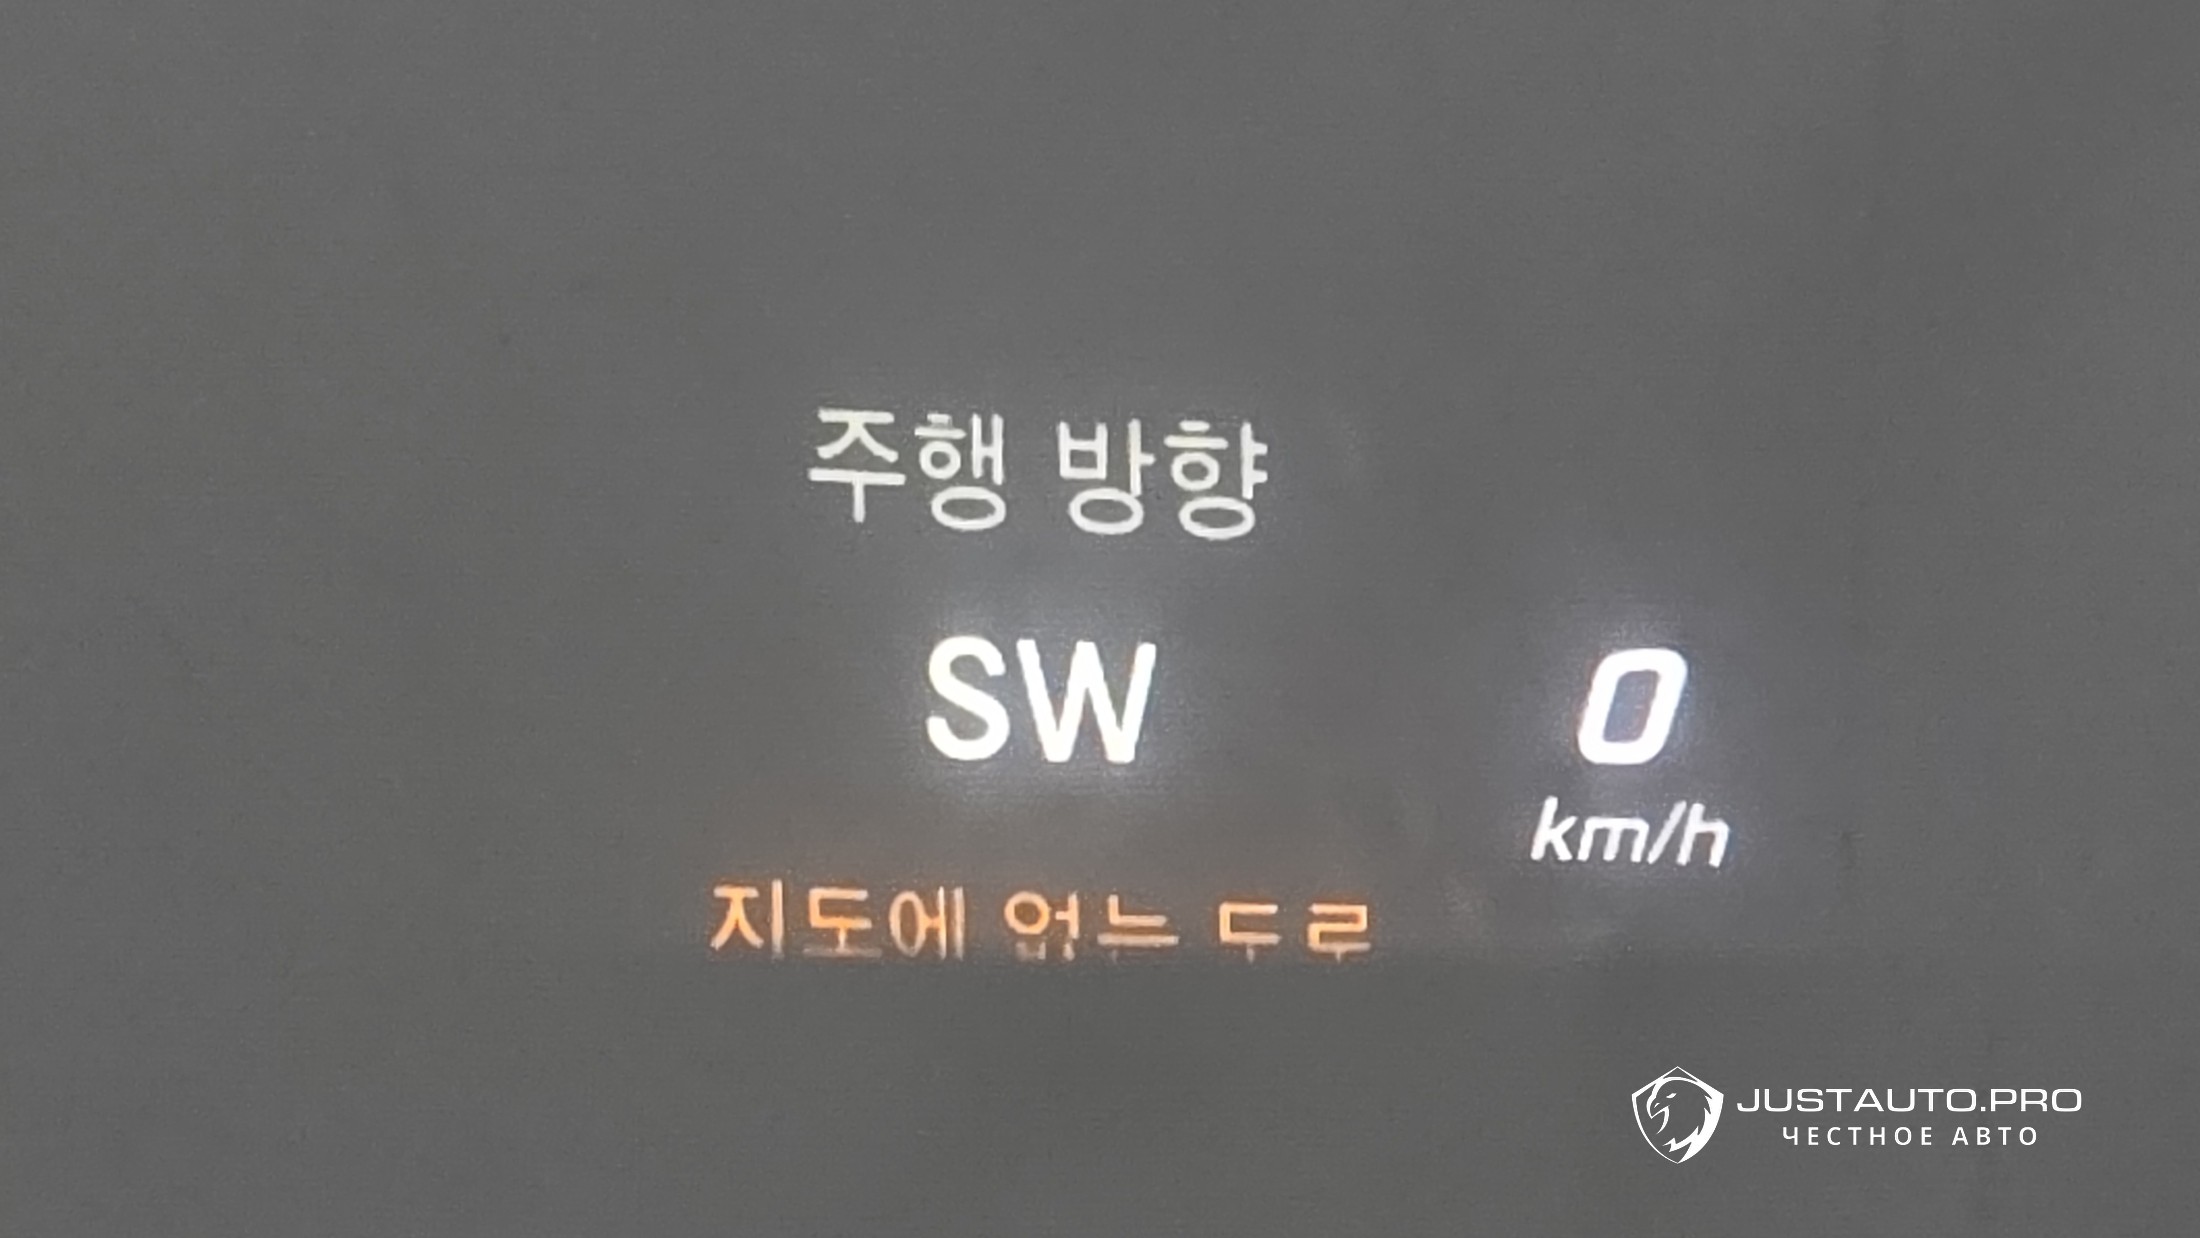 주행 방향
SW
0
km/h
지도에 없는 도로
JUSTAUTO.PRO
ЧЕСТНОЕ АВТО